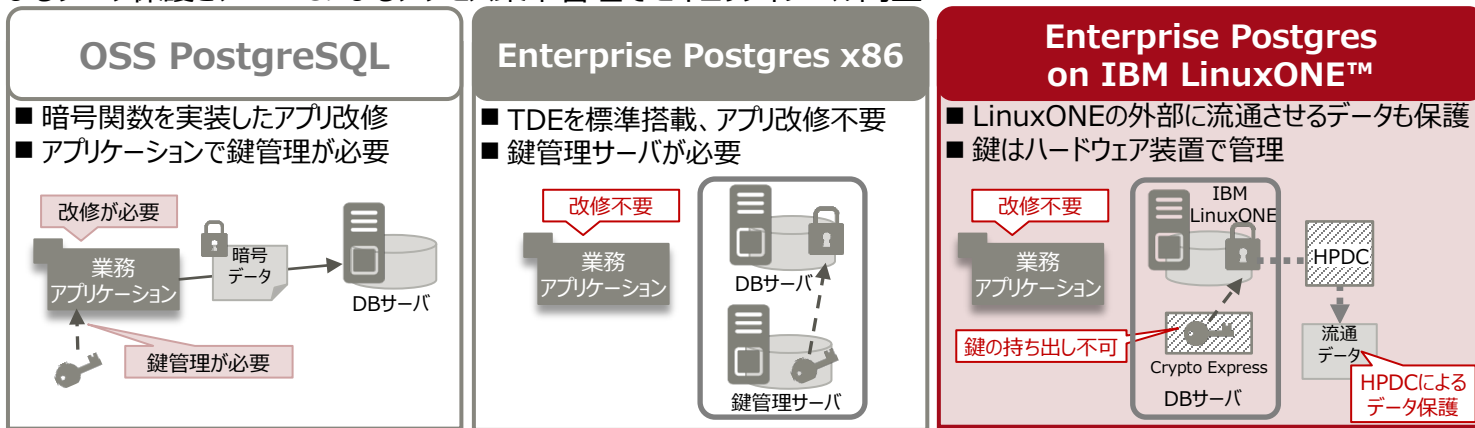 OSS PostgreSQL
■ 暗号関数を実装したアプリ改修
■ アプリケーションで鍵管理が必要
改修が必要
業務
アプリケーション
暗号
データ
DBサーバ
鍵管理が必要
Enterprise Postgres x86
■ TDEを標準搭載、アプリ改修不要
■ 鍵管理サーバが必要
改修不要
業務
アプリケーション
DBサーバ
鍵管理サーバ
Enterprise Postgres
on IBM LinuxONE™
■ LinuxONEの外部に流通させるデータも保護
■ 鍵はハードウェア装置で管理
改修不要
業務
アプリケーション
IBM
LinuxONE
HPDC
鍵の持ち出し不可
Crypto Express
DBサーバ
流通
データ
HPDCによる
データ保護